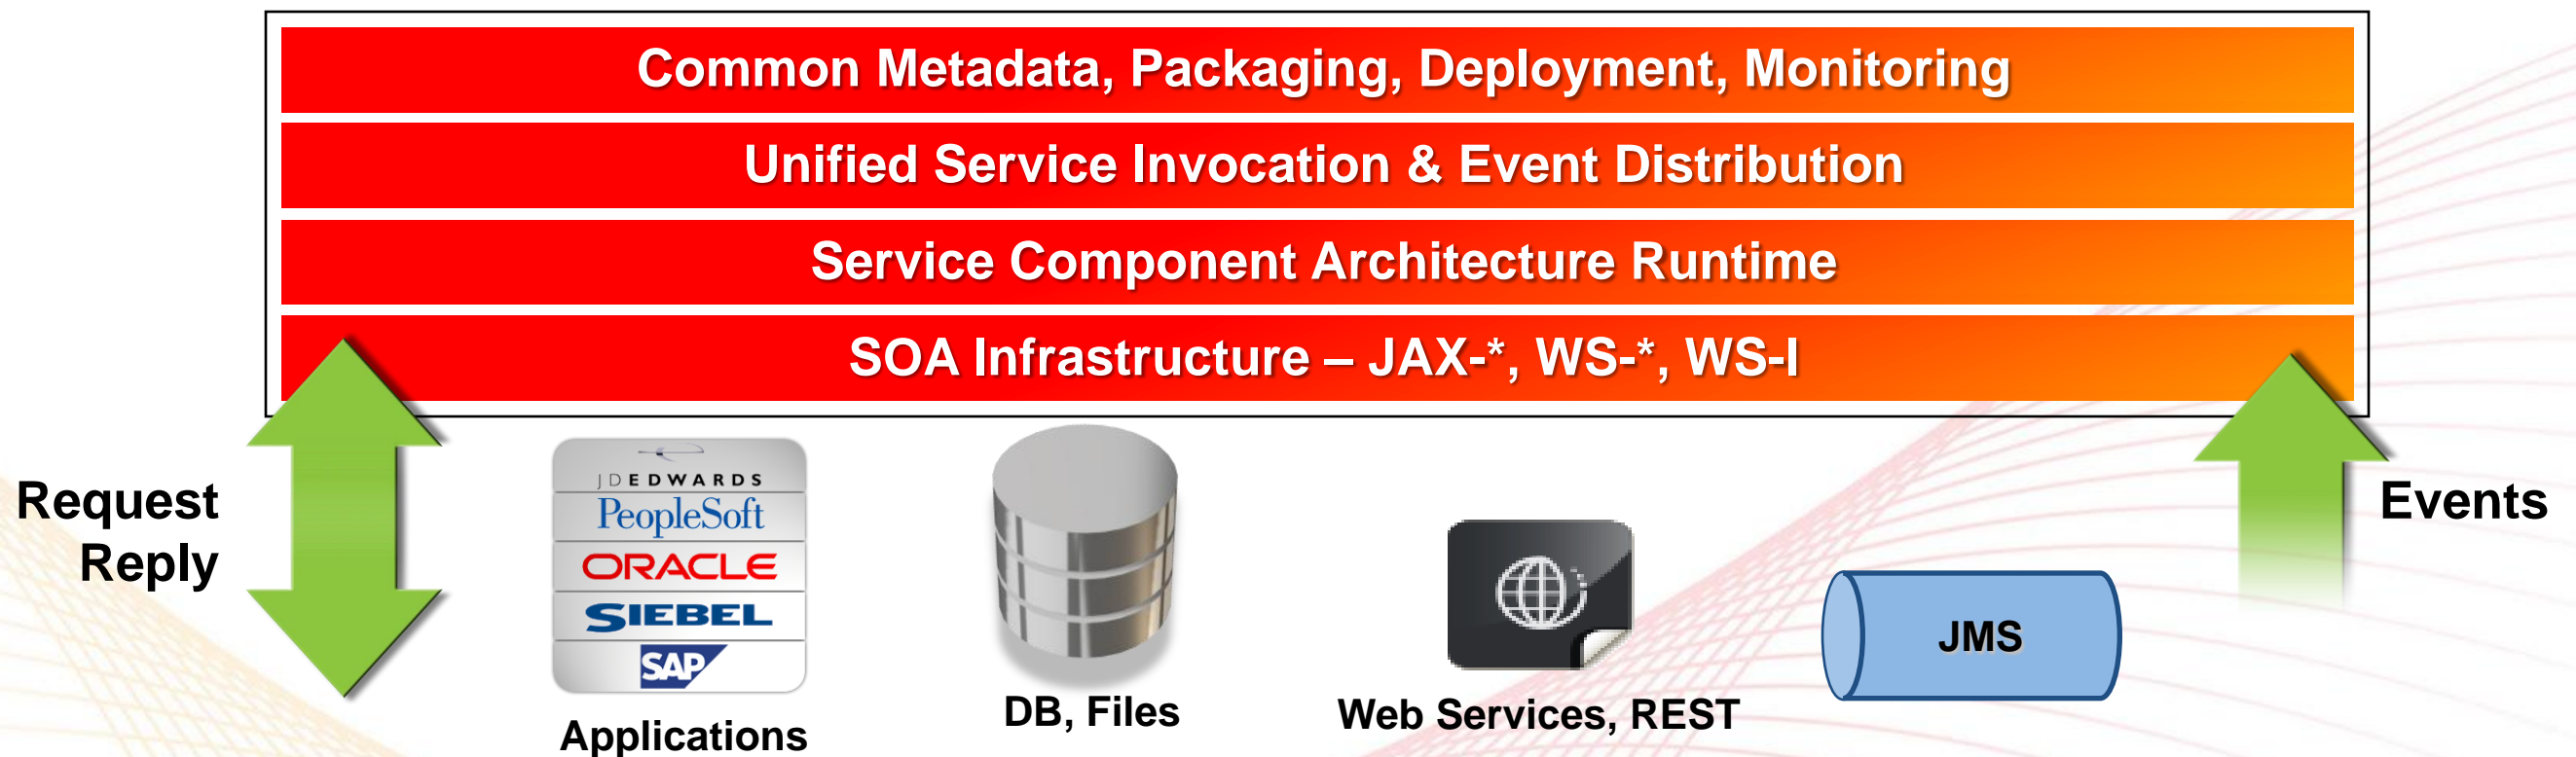 Common Metadata, Packaging, Deployment, Monitoring
Unified Service Invocation & Event Distribution
Service Component Architecture Runtime
SOA Infrastructure – JAX-*, WS-*, WS-I
Request
Reply
JDEDWARDS
PeopleSoft
ORACLE
SIEBEL
SAP
Applications
DB, Files
Web Services, REST
JMS
Events